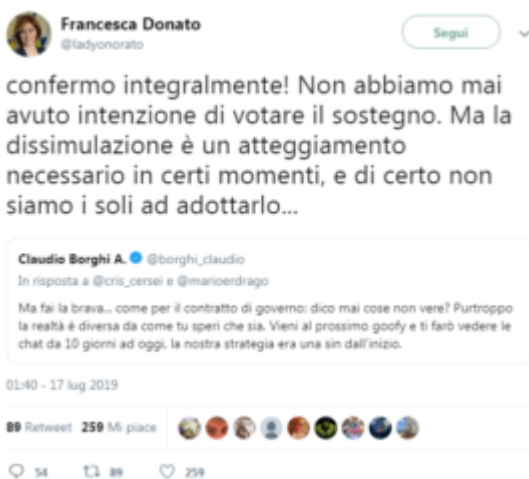 Francesca Donato
@ladyonorato
Segui
confermo integralmente! Non abbiamo mai
avuto intenzione di votare il sostegno. Ma la
dissimulazione è un atteggiamento
necessario in certi momenti, e di certo non
siamo i soli ad adottarlo...
Claudio Borghi A. @borghi_claudio
In risposta a @cris_cersei e @marioerdrago
Ma fai la brava... come per il contratto di governo: dico mai cose non vere? Purtroppo
la realtà è diversa da come tu speri che sia. Vieni al prossimo goofy e ti farò vedere le
chat da 10 giorni ad oggi, la nostra strategia era una sin dall'inizio.
01:40 - 17 lug 2019
89 Retweet 259 Mi piace
54 89 259